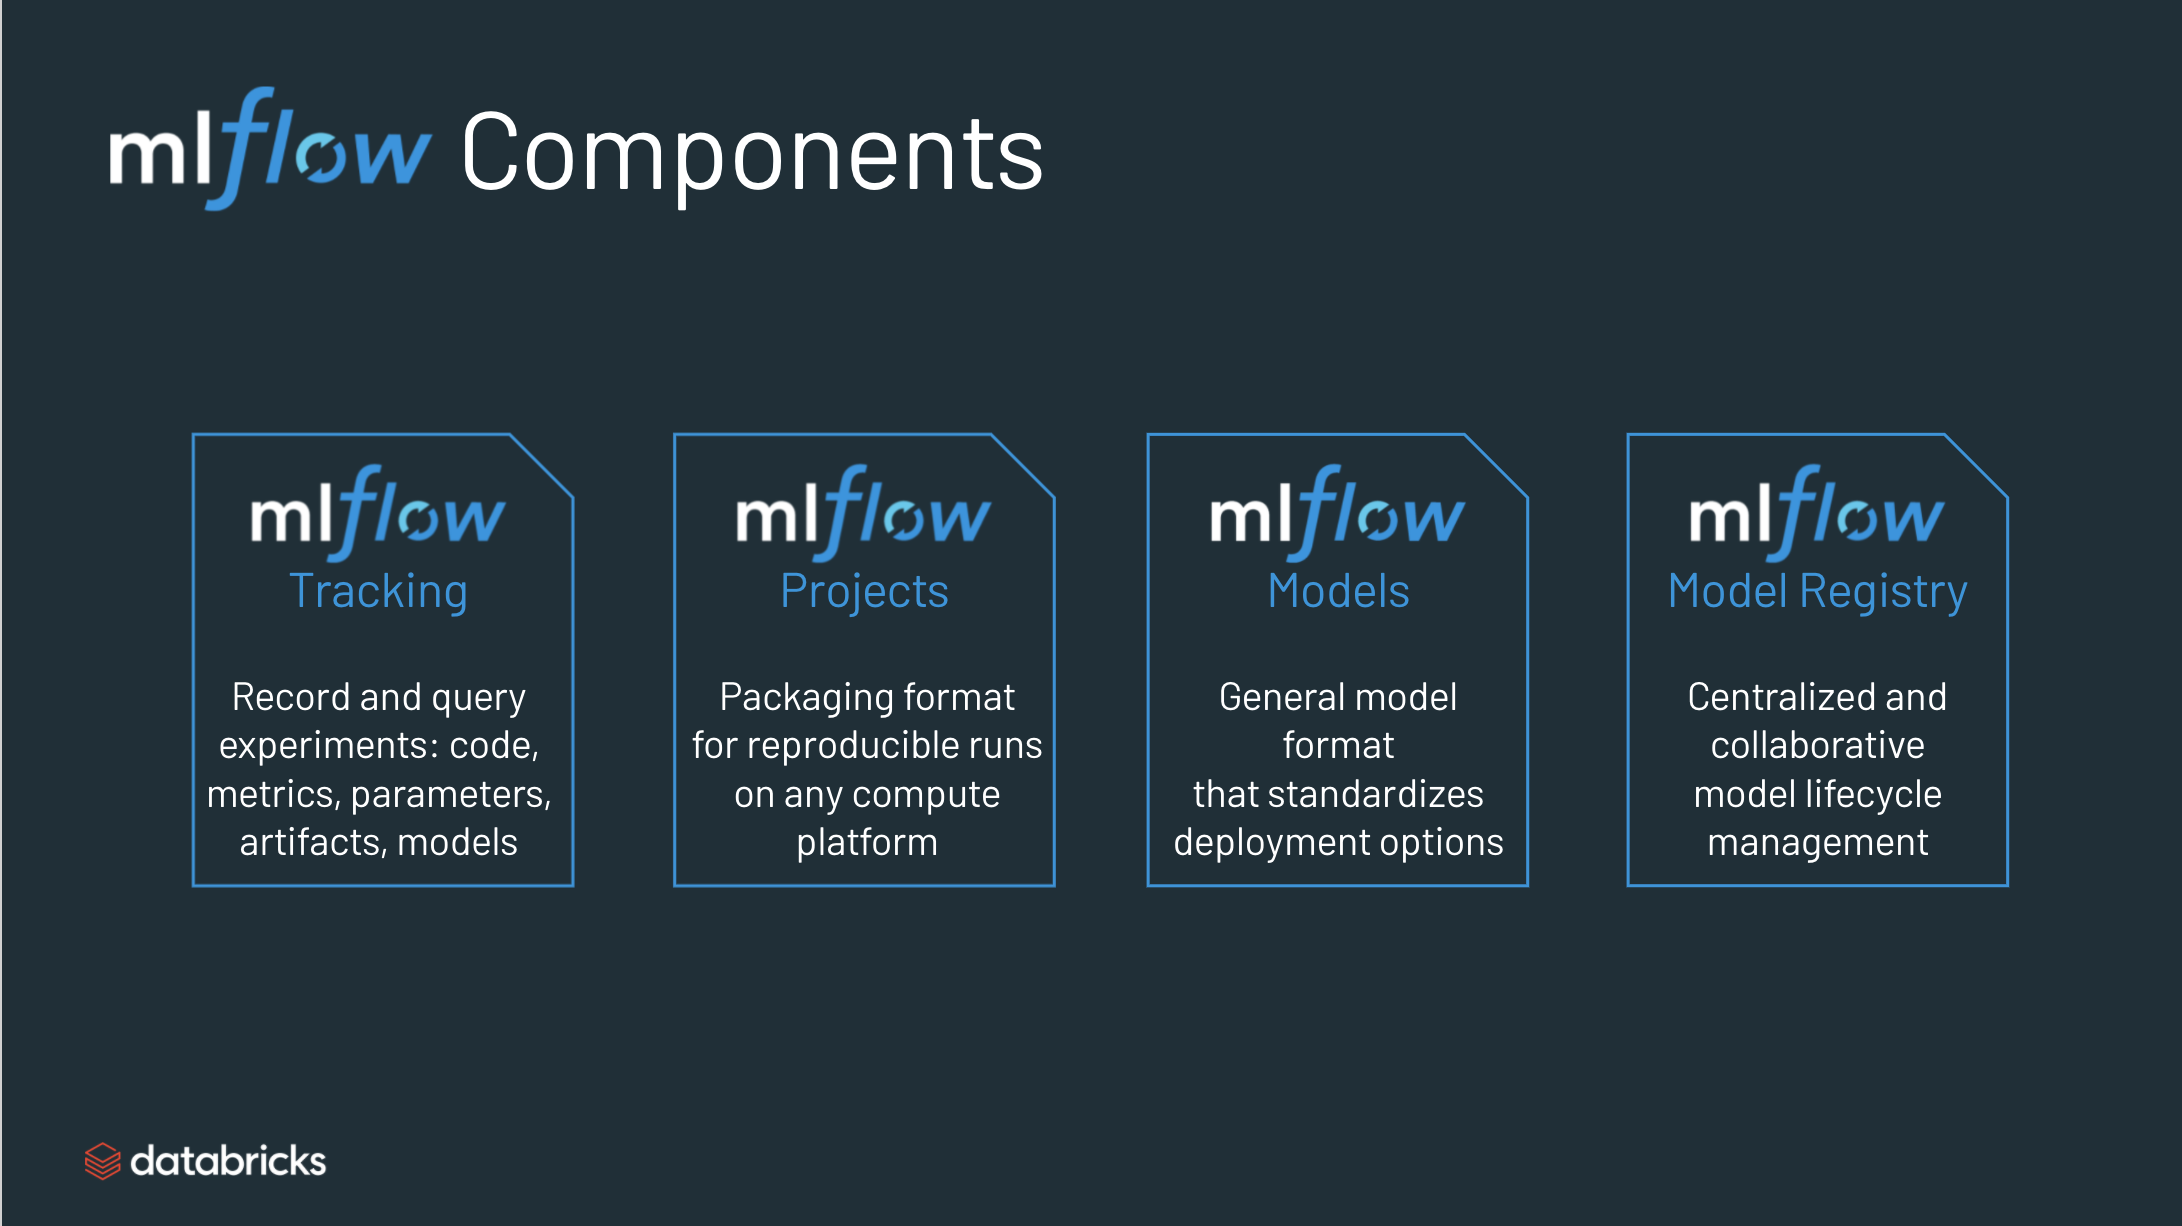 mlflow Components
mlflow
Tracking
Record and query
experiments: code,
metrics, parameters,
artifacts, models
mlflow
Projects
Packaging format
for reproducible runs
on any compute
platform
mlflow
Models
General model
format
that standardizes
deployment options
mlflow
Model Registry
Centralized and
collaborative
model lifecycle
management
databricks